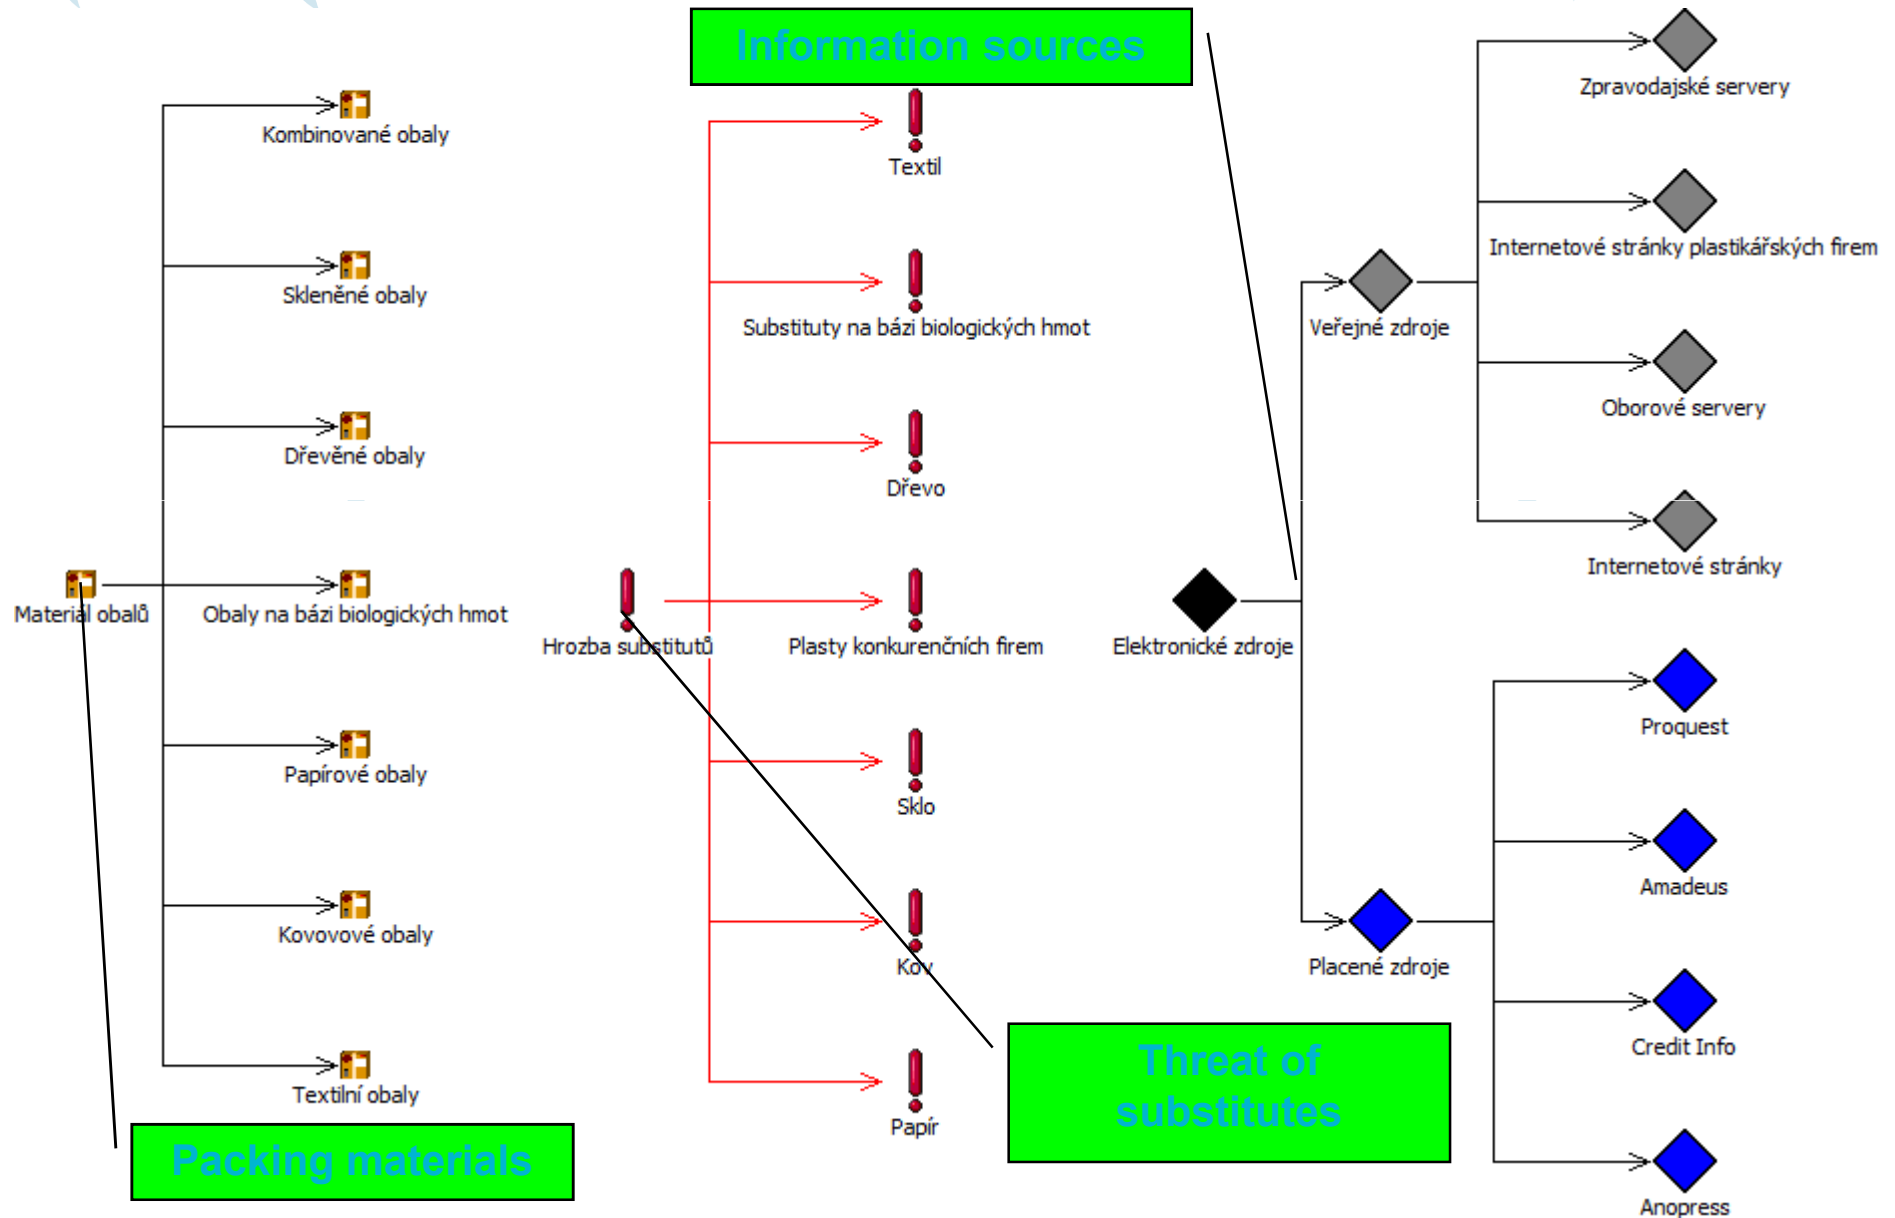 Information sources
Kombinované obaly
Skleněné obaly
Dřevěné obaly
Materiál obalů
Obaly na bázi biologických hmot
Papírové obaly
Kovovové obaly
Textilní obaly
Packing materials
Textil
Substituty na bázi biologických hmot
Dřevo
Hrozba substitutů
Plasty konkurenčních firem
Sklo
Kov
Papír
Threat of
substitutes
Elektronické zdroje
Veřejné zdroje
Zpravodajské servery
Internetové stránky plastikářských firem
Oborové servery
Internetové stránky
Placené zdroje
Proquest
Amadeus
Credit Info
Anopress